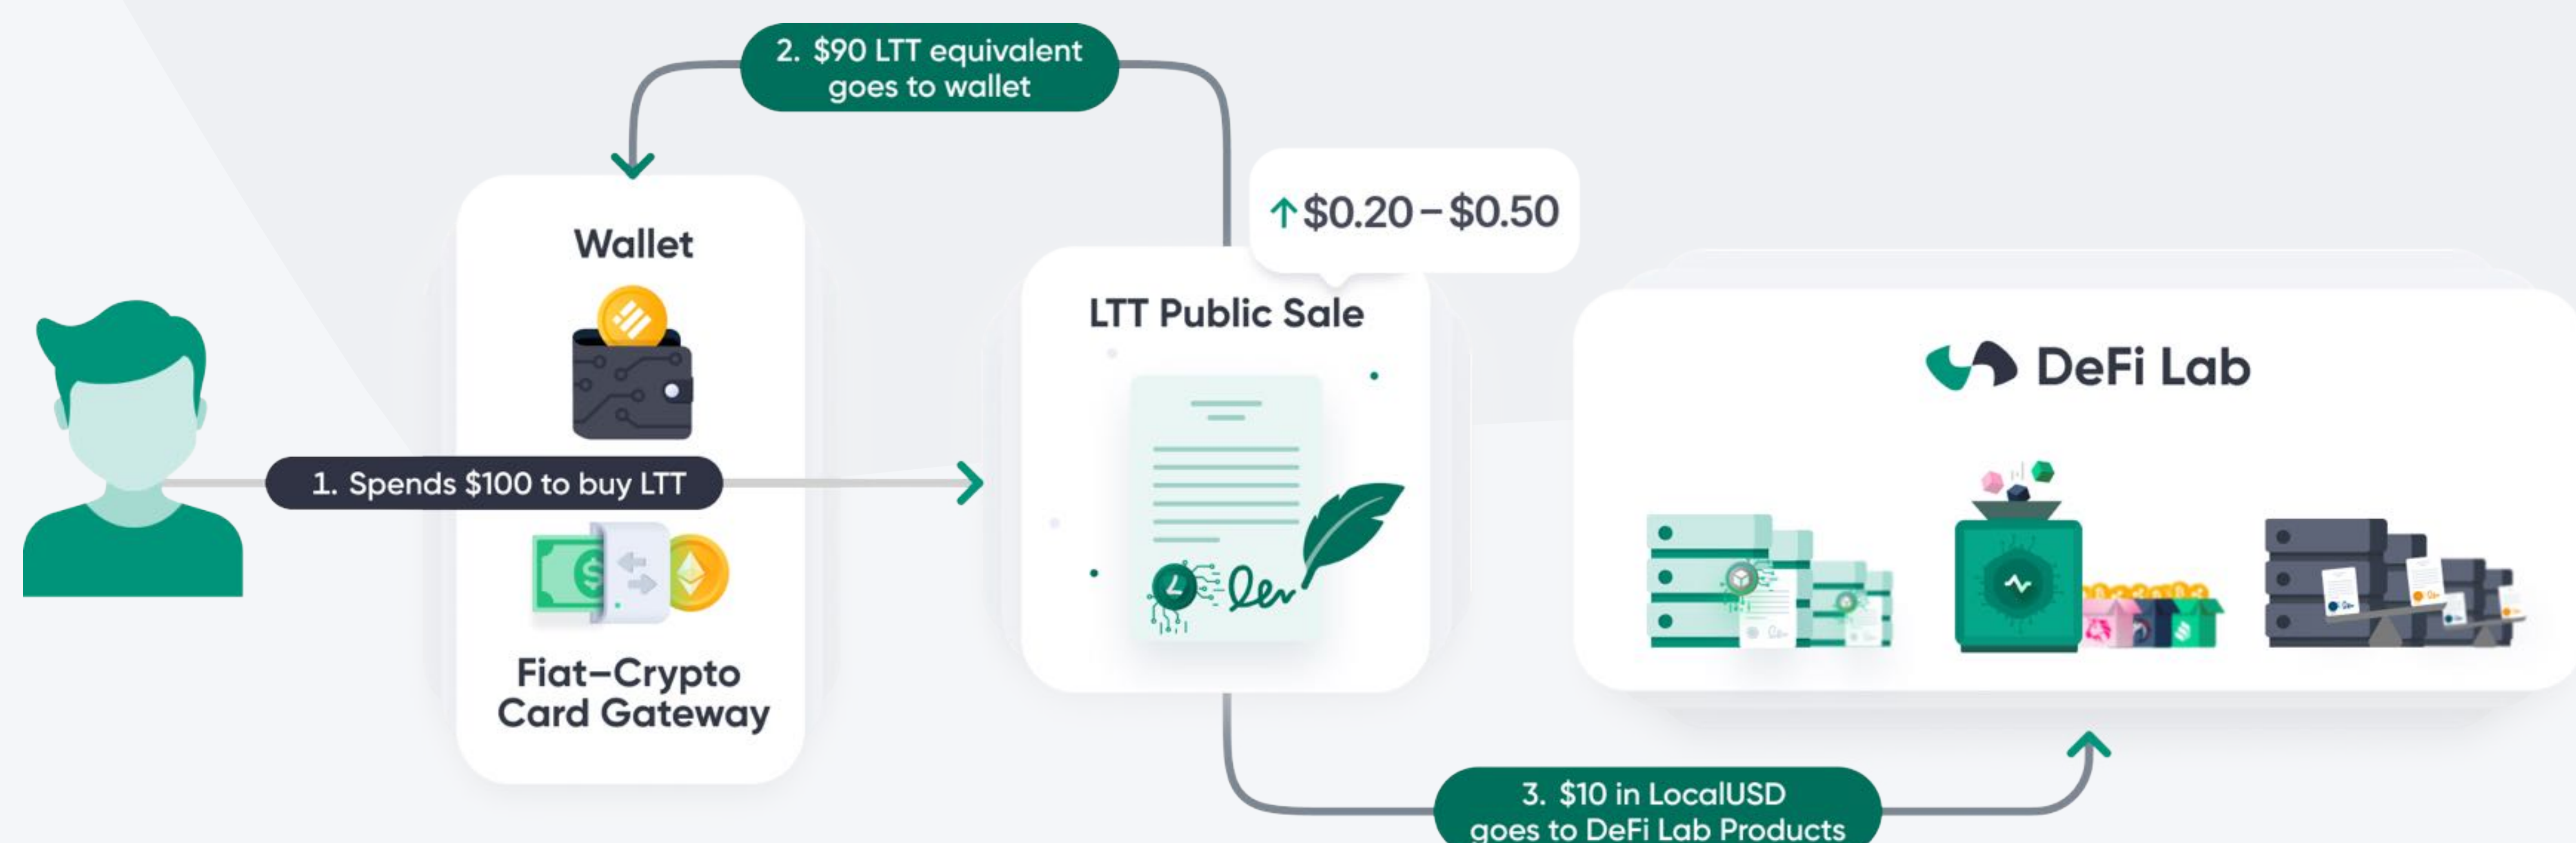 2. $90 LTT equivalent
goes to wallet
↑$0.20–$0.50
Wallet
LTT Public Sale
DeFi Lab
1. Spends $100 to buy LTT
Fiat–Crypto
Card Gateway
3. $10 in LocalUSD
goes to DeFi Lab Products